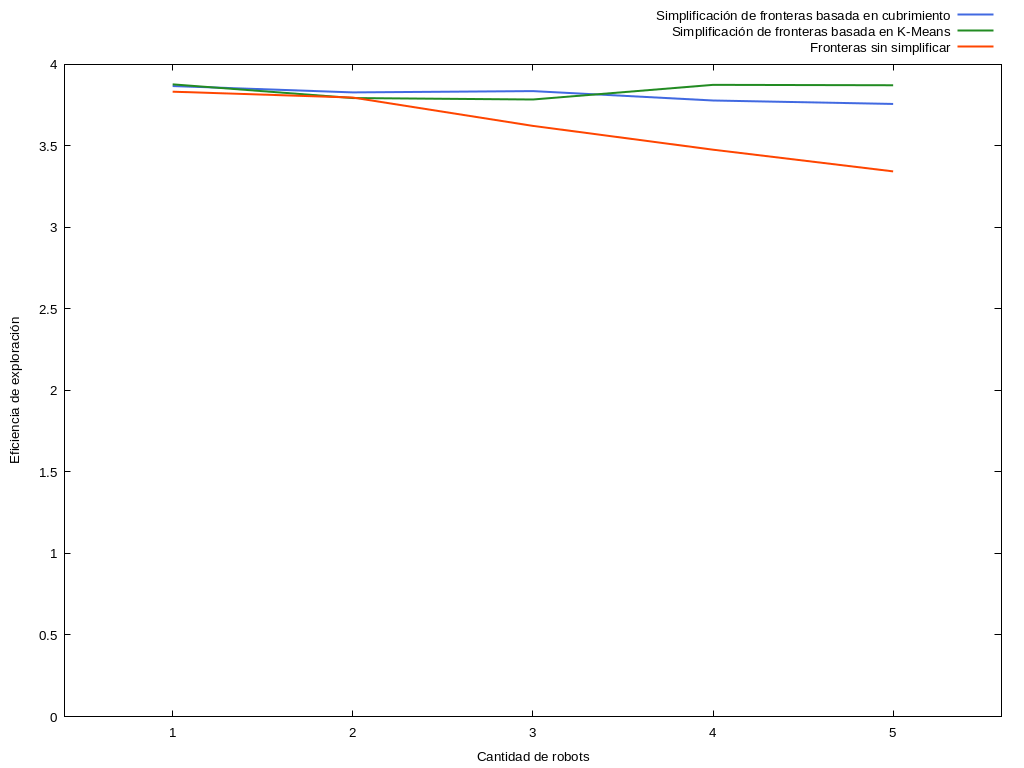 Simplificación de fronteras basada en cubrimiento
Simplificación de fronteras basada en K-Means
Fronteras sin simplificar
4
3.5
3
2.5
2
1.5
1
0.5
0
Eficiencia de exploración
1 2 3 4 5
Cantidad de robots